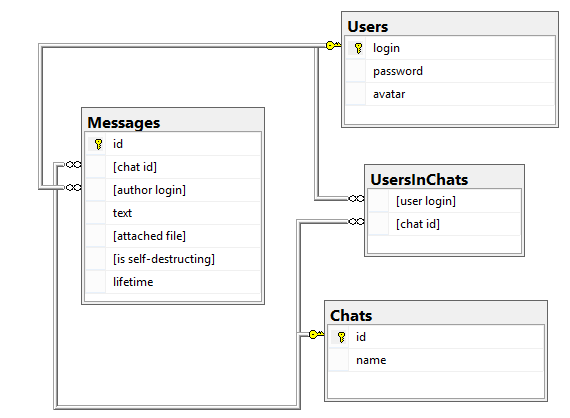 Users
login
password
avatar
Messages
id
[chat id]
[author login]
text
[attached file]
[is self-destructing]
lifetime
UsersInChats
[user login]
[chat id]
Chats
id
name